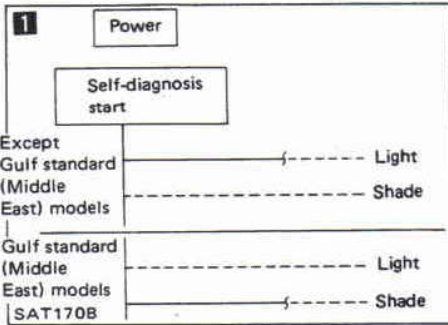 1
Power
Self-diagnosis
start
Except
Gulf standard
(Middle
East) models
Light
Shade
Gulf standard
(Middle
East) models
Light
Shade
SAT170B